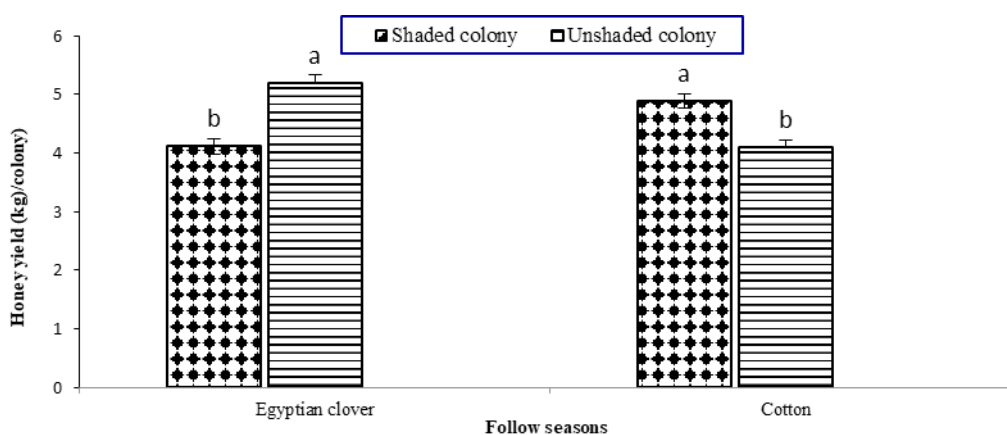 Shaded colony Unshaded colony
6
5
4
3
2
1
0
Honey yield (kg)/colony)
b
a
a
b
Egyptian clover Cotton
Follow seasons